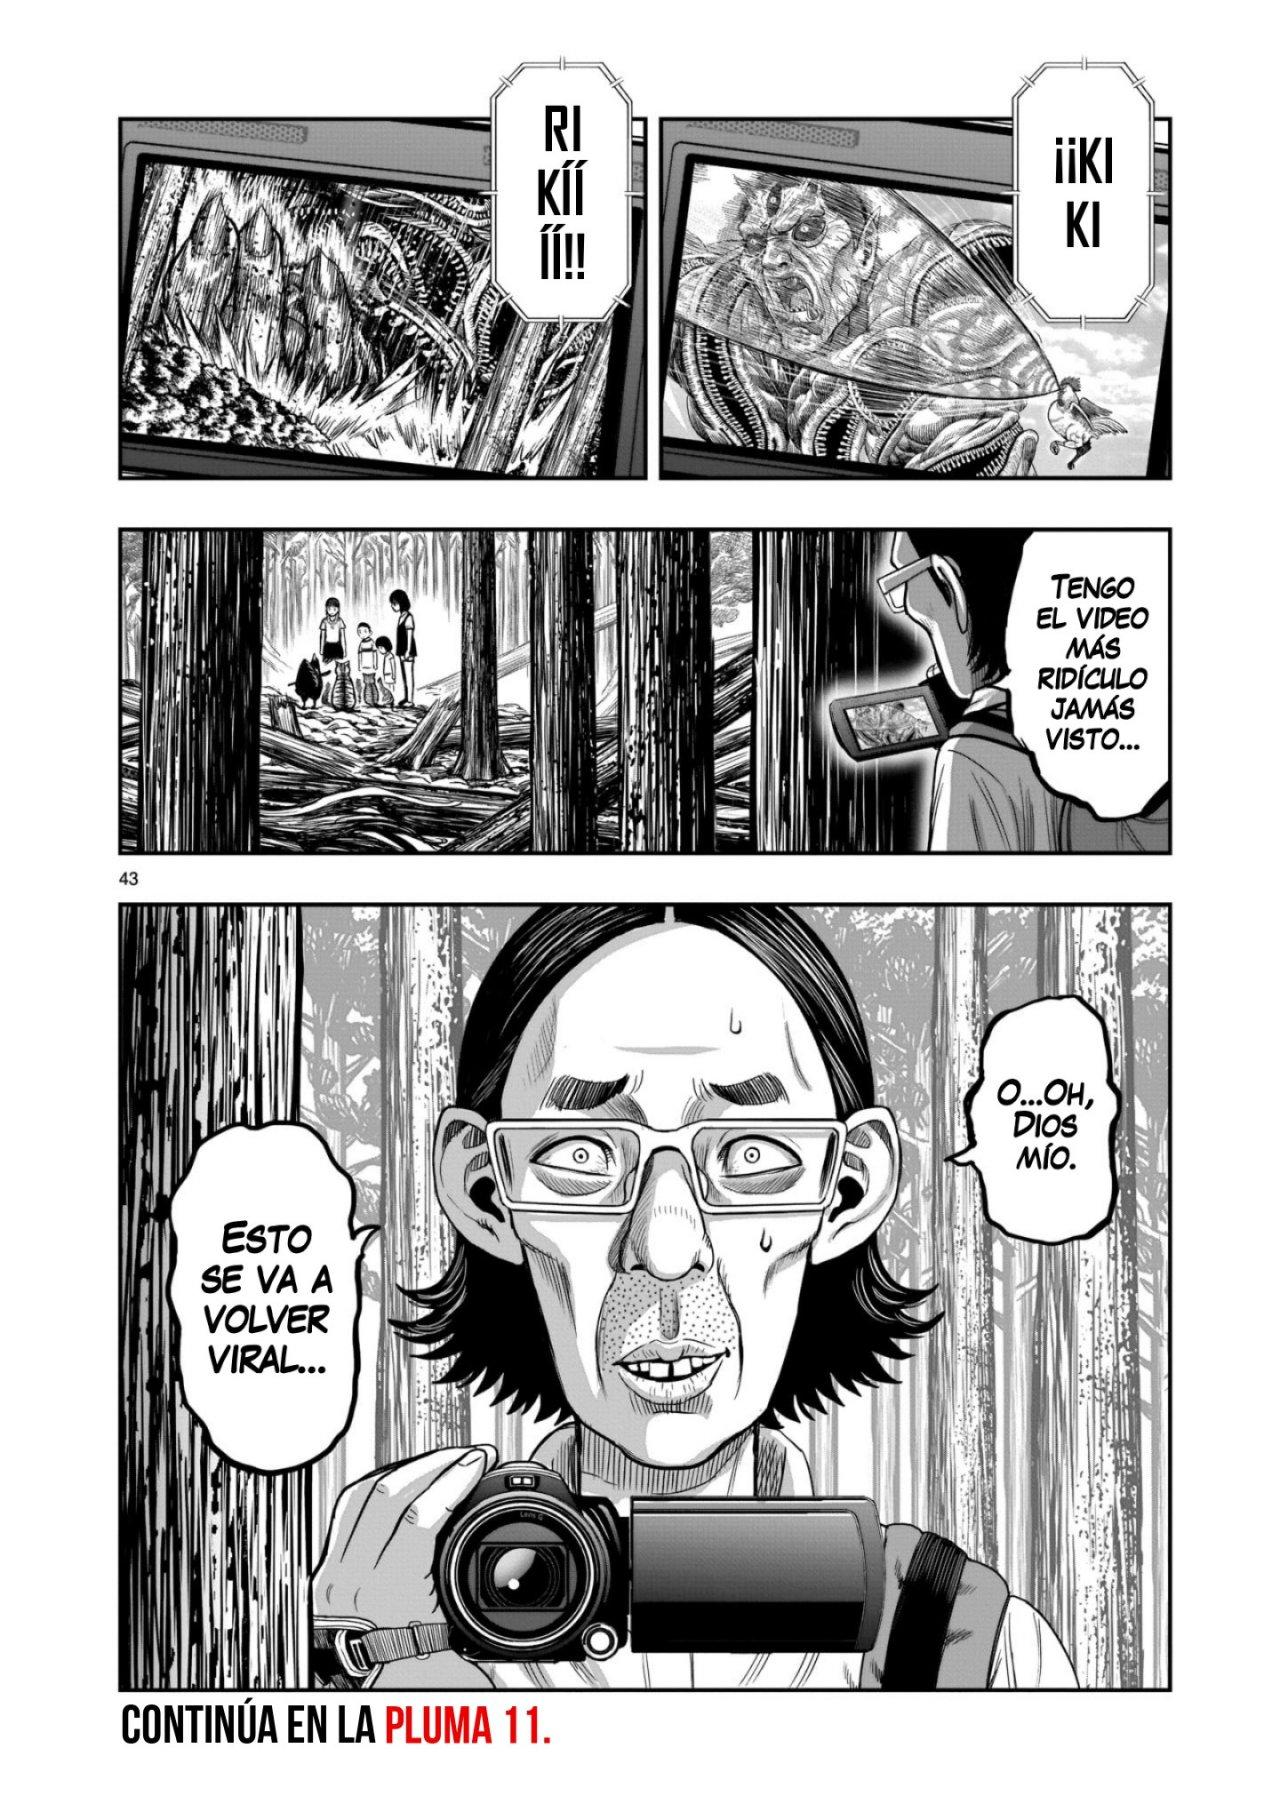 ¡¡KI
KI
RI
KÍÍ
ÍÍ!!
TENGO
EL VIDEO
MÁS
RIDÍCULO
JAMÁS
VISTO...
43
O...OH,
DIOS
MÍO.
ESTO
SE VA A
VOLVER
VIRAL...
Lens G
CONTINÚA EN LA PLUMA 11.